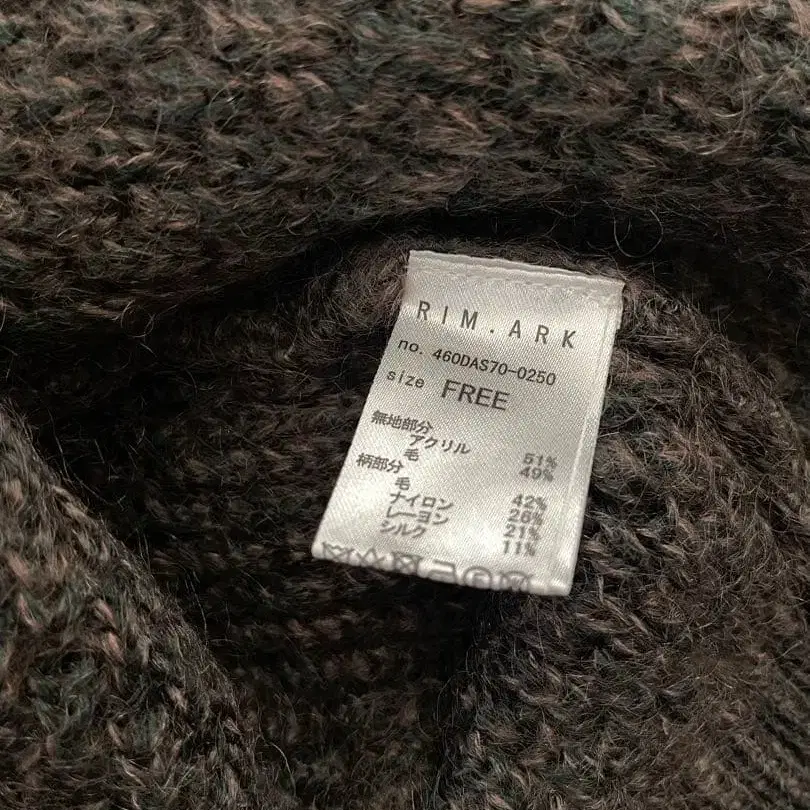 RIM.ARK
no. 460DAS70-0250
size FREE
無地部分
アクリル 51%
毛 49%
柄部分
毛 42%
ナイロン 26%
レーヨン 21%
シルク 11%